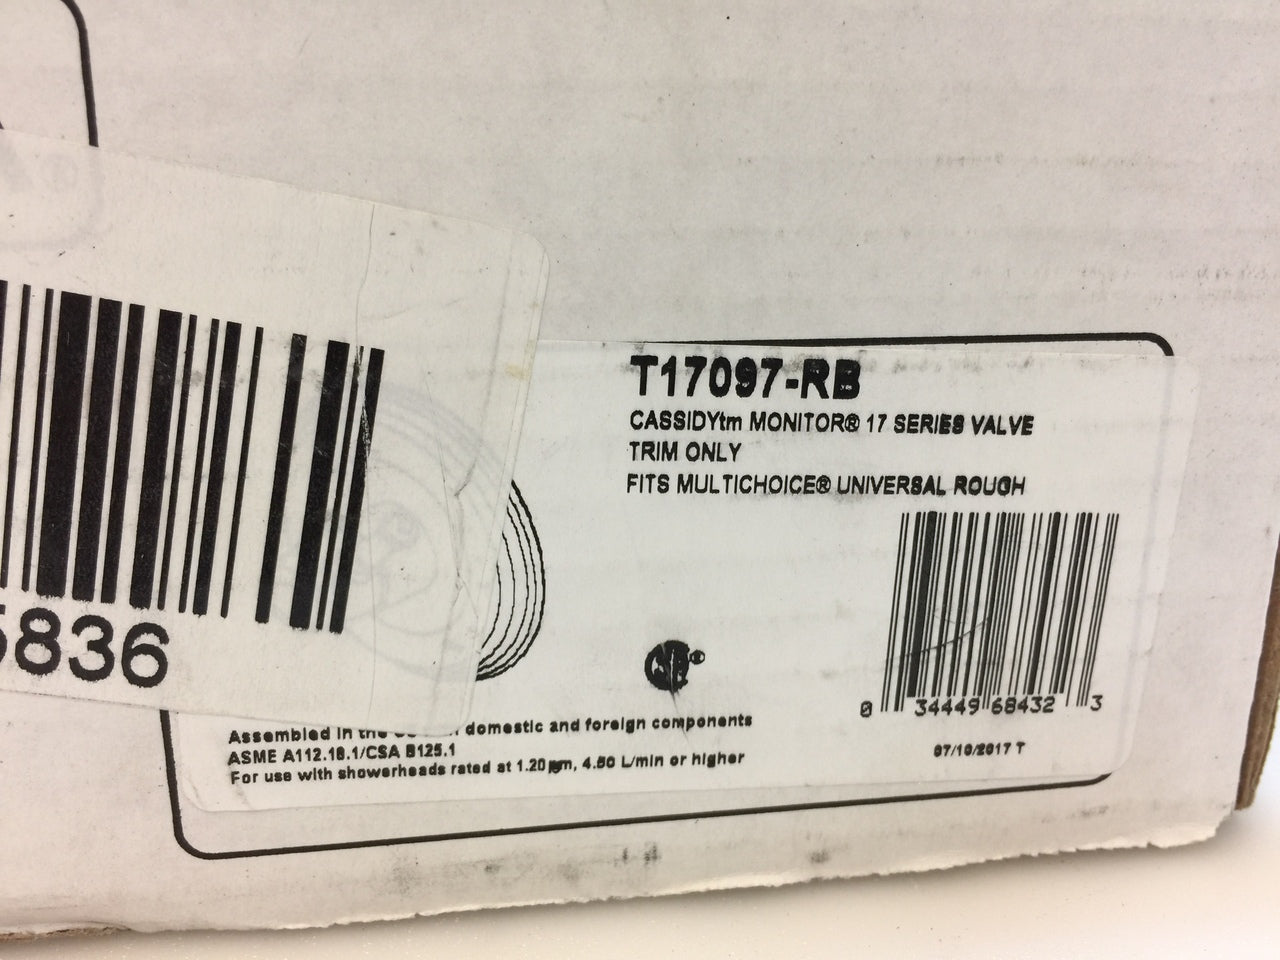 T17097-RB
CASSIDYtm MONITOR® 17 SERIES VALVE
TRIM ONLY
FITS MULTICHOICE® UNIVERSAL ROUGH
5836
0 34449 68432 3
07/10/2017 T
Assembled in the domestic and foreign components
ASME A112.18.1/CSA B125.1
For use with showerheads rated at 1.20 gpm, 4.50 L/min or higher